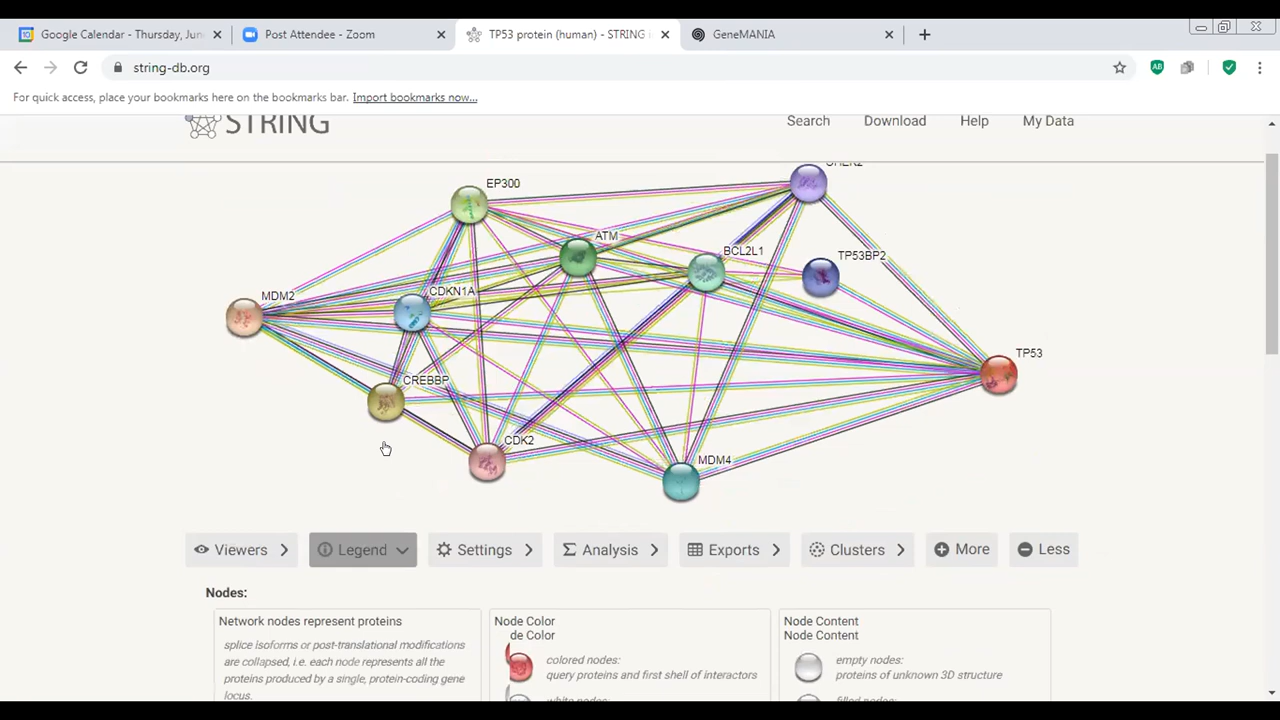 Google Calendar - Thursday, Jun
Post Attendee - Zoom
TP53 protein (human) - STRING
GeneMANIA
string-db.org
For quick access, place your bookmarks here on the bookmarks bar. Import bookmarks now...
STRING
Search
Download
Help
My Data
EP300
ATM
BCL2L1
TP53BP2
MDM2
CDKN1A
TP53
CREBBP
CDK2
MDM4
Viewers
Legend
Settings
Analysis
Exports
Clusters
More
Less
Nodes:
Network nodes represent proteins
splice isoforms or post-translational modifications
are collapsed, i.e. each node represents all the
proteins produced by a single, protein-coding gene
locus.
Node Color
de Color
colored nodes:
query proteins and first shell of interactors
white nodes:
Node Content
Node Content
empty nodes:
proteins of unknown 3D structure
filled nodes: